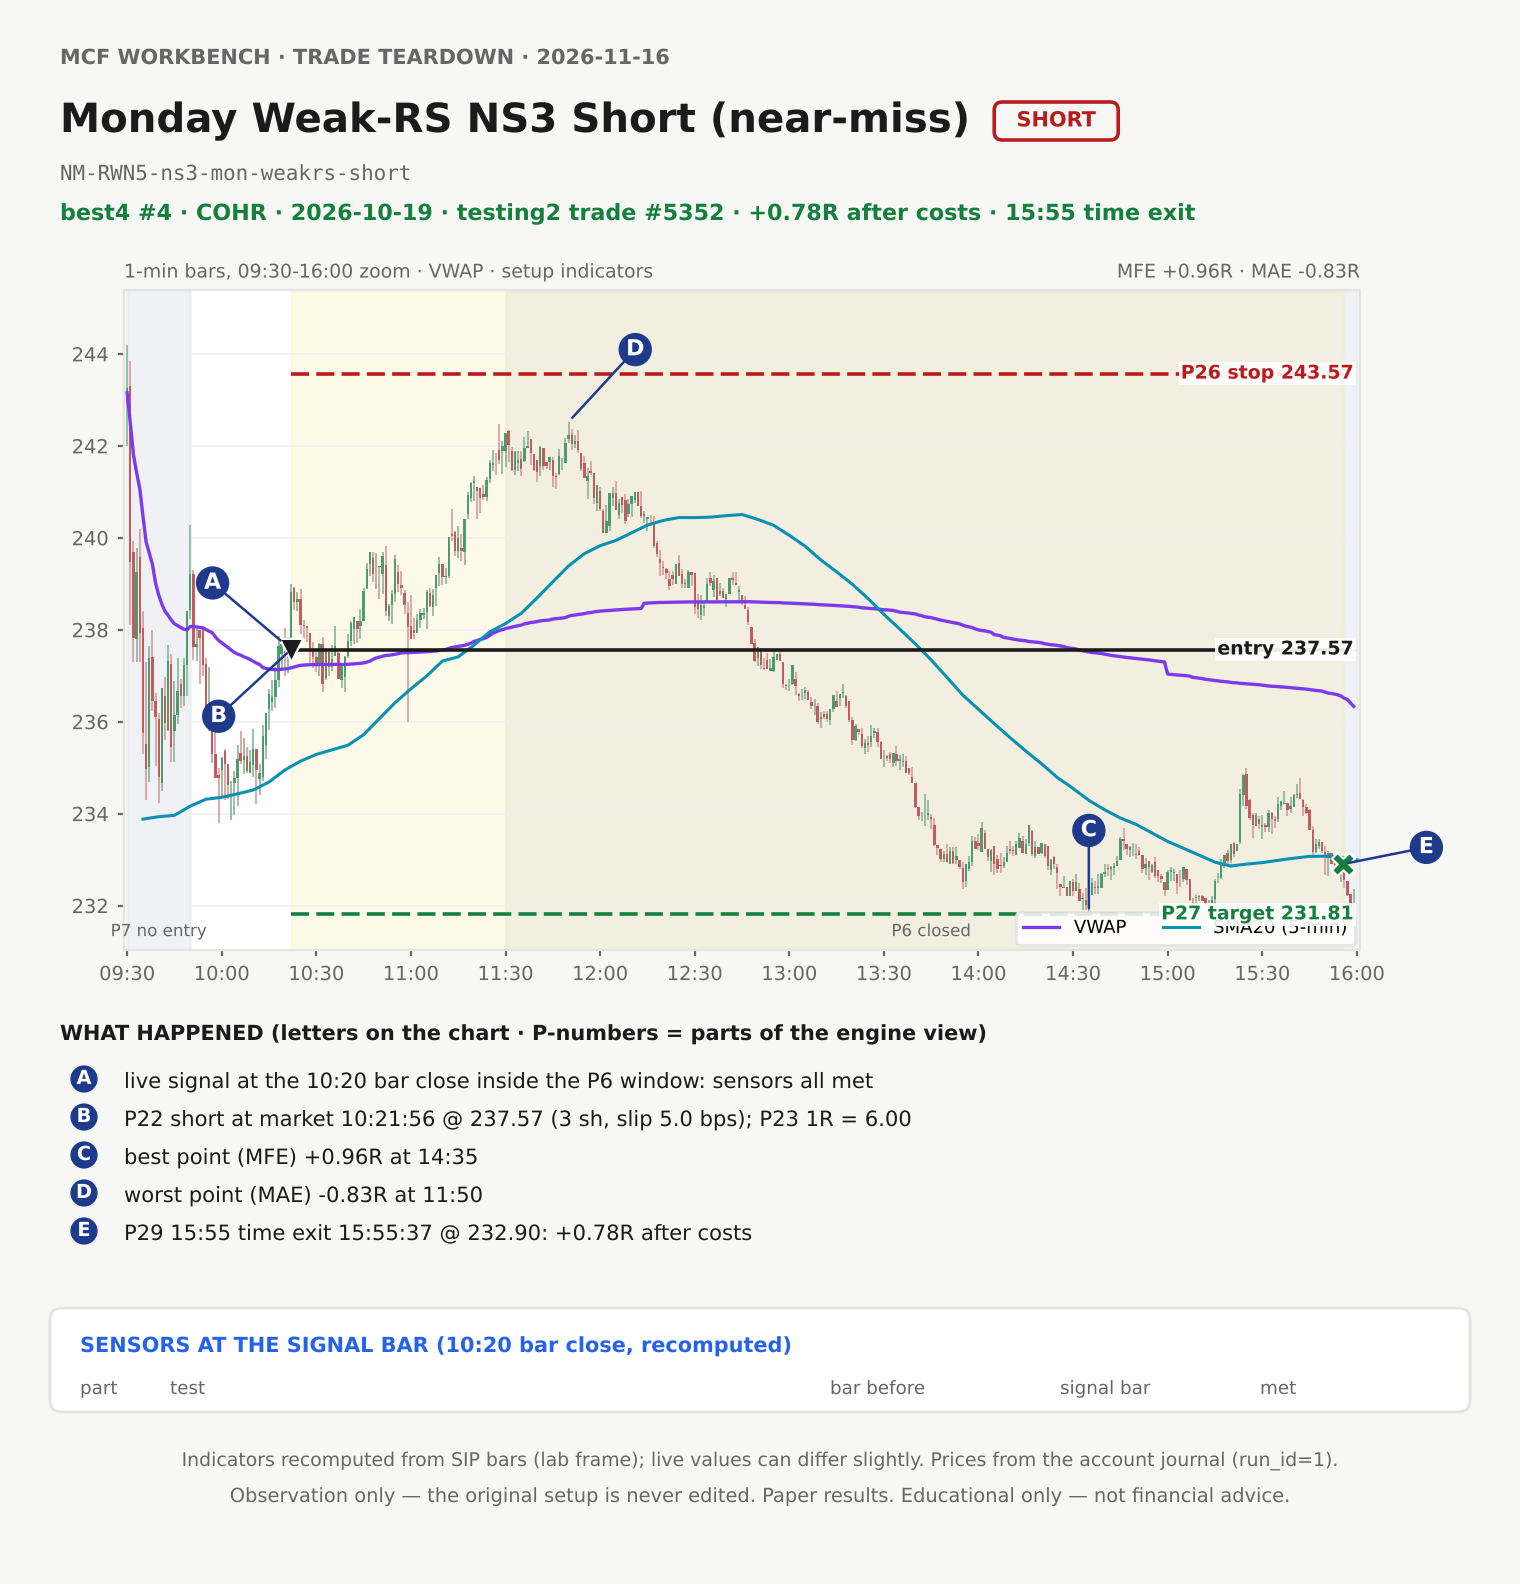 MCF WORKBENCH · TRADE TEARDOWN · 2026-11-16
Monday Weak-RS NS3 Short (near-miss) SHORT
NM-RWN5-ns3-mon-weakrs-short
best4 #4 · COHR · 2026-10-19 · testing2 trade #5352 · +0.78R after costs · 15:55 time exit
1-min bars, 09:30-16:00 zoom · VWAP · setup indicators MFE +0.96R · MAE -0.83R
D
244
P26 stop 243.57
242
240
A
238
entry 237.57
B
236
234
C
E
232
P27 target 231.81
P7 no entry P6 closed VWAP SMA20 (5-min)
09:30 10:00 10:30 11:00 11:30 12:00 12:30 13:00 13:30 14:00 14:30 15:00 15:30 16:00
WHAT HAPPENED (letters on the chart · P-numbers = parts of the engine view)
A live signal at the 10:20 bar close inside the P6 window: sensors all met
B P22 short at market 10:21:56 @ 237.57 (3 sh, slip 5.0 bps); P23 1R = 6.00
C best point (MFE) +0.96R at 14:35
D worst point (MAE) -0.83R at 11:50
E P29 15:55 time exit 15:55:37 @ 232.90: +0.78R after costs
SENSORS AT THE SIGNAL BAR (10:20 bar close, recomputed)
part test bar before signal bar met
Indicators recomputed from SIP bars (lab frame); live values can differ slightly. Prices from the account journal (run_id=1).
Observation only — the original setup is never edited. Paper results. Educational only — not financial advice.